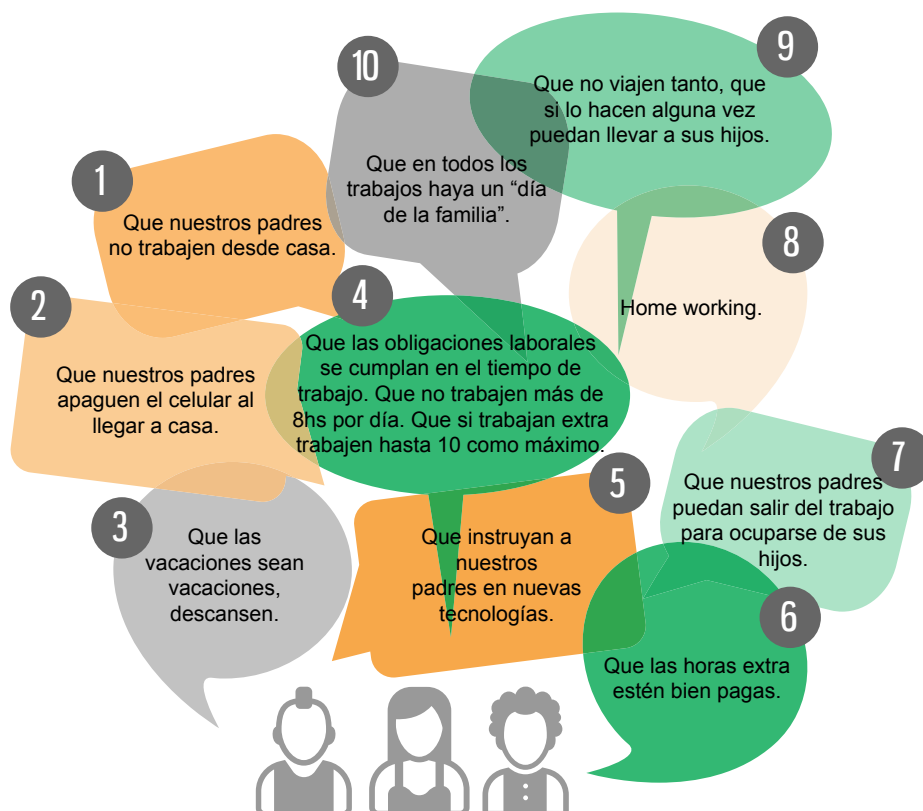 1
Que nuestros padres
no trabajen desde casa.
2
Que nuestros padres
apaguen el celular al
llegar a casa.
3
Que las
vacaciones sean
vacaciones,
descansen.
4
Que las obligaciones laborales
se cumplan en el tiempo de
trabajo. Que no trabajen más de
8hs por día. Que si trabajan extra
trabajen hasta 10 como máximo.
5
Que instruyan a
nuestros
padres en nuevas
tecnologías.
6
Que las horas extra
estén bien pagas.
7
Que nuestros padres
puedan salir del trabajo
para ocuparse de sus
hijos.
8
Home working.
9
Que no viajen tanto, que
si lo hacen alguna vez
puedan llevar a sus hijos.
10
Que en todos los
trabajos haya un “día
de la familia”.